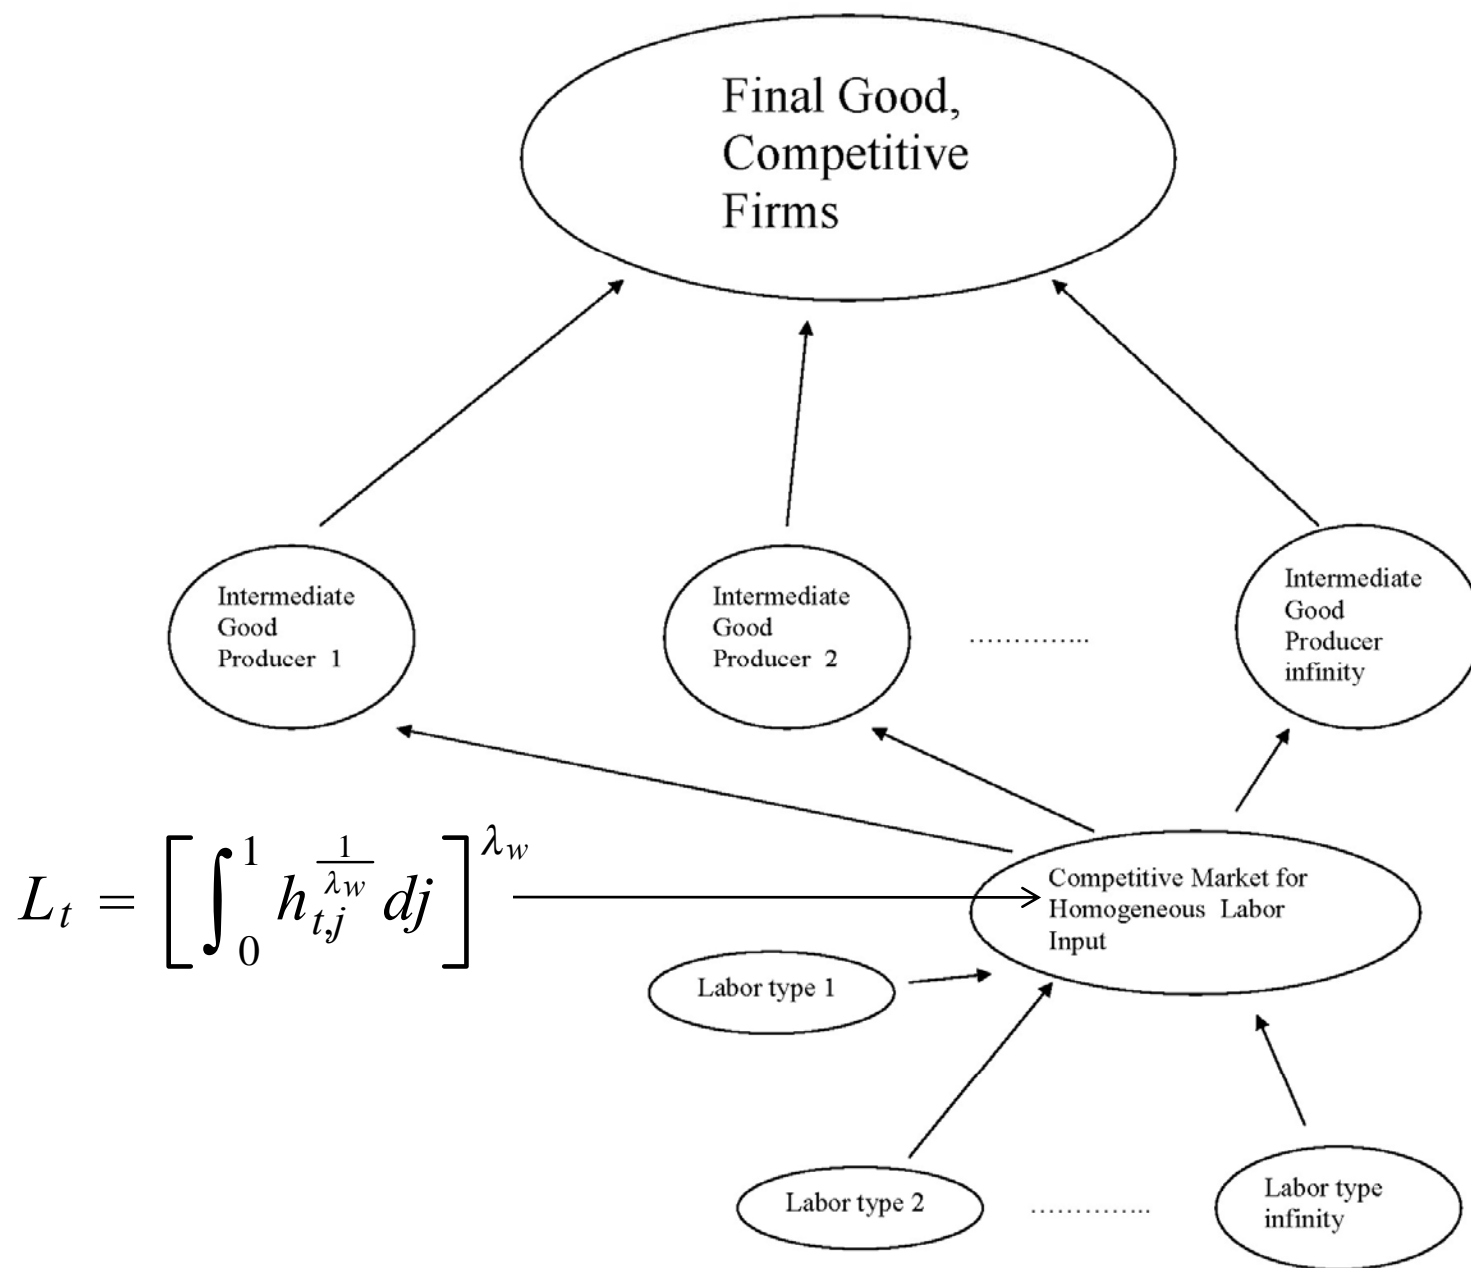 Final Good,
Competitive
Firms
Intermediate
Good
Producer 1
Intermediate
Good
Producer 2
..............
Intermediate
Good
Producer
infinity
L_t = [∫_0^1 h_{t,j}^{1/λ_w} dj]^{λ_w}
Competitive Market for
Homogeneous Labor
Input
Labor type 1
Labor type 2
..............
Labor type
infinity